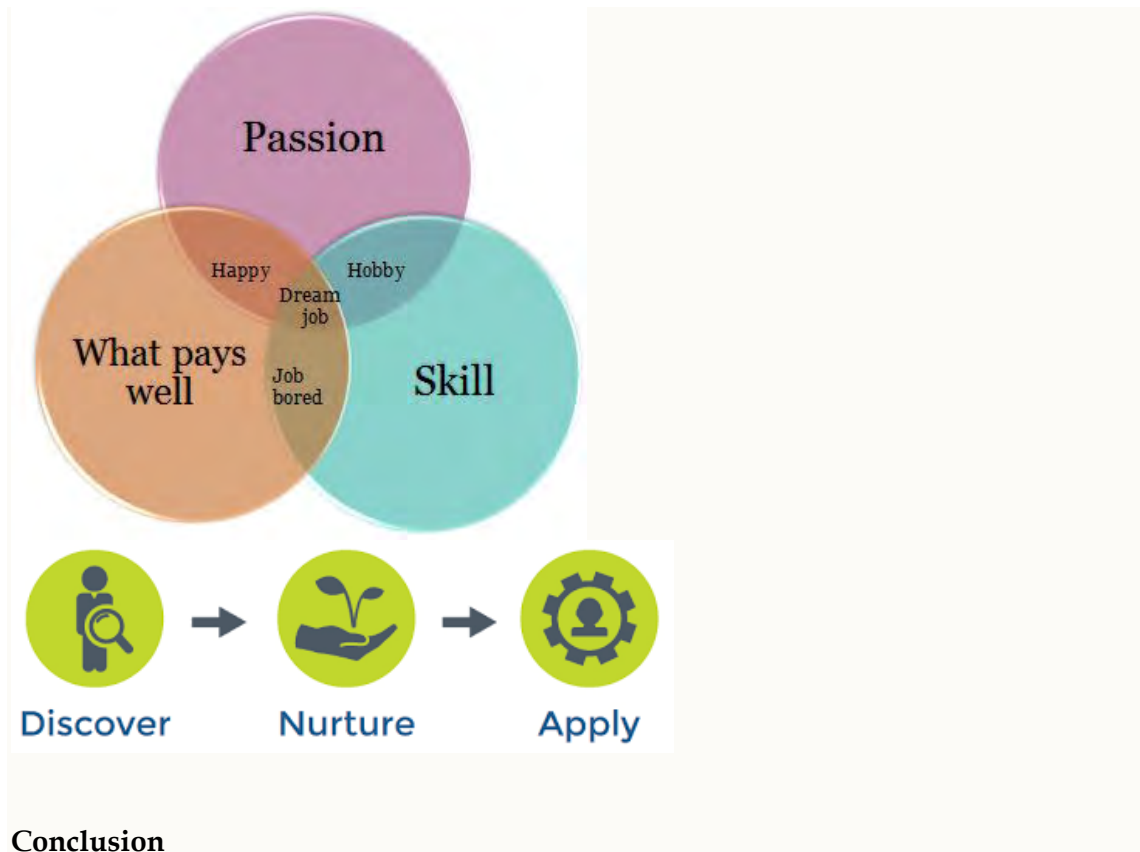 Passion
Happy Hobby
Dream
job
What pays
well
Skill
Job
bored
Discover Nurture Apply
Conclusion